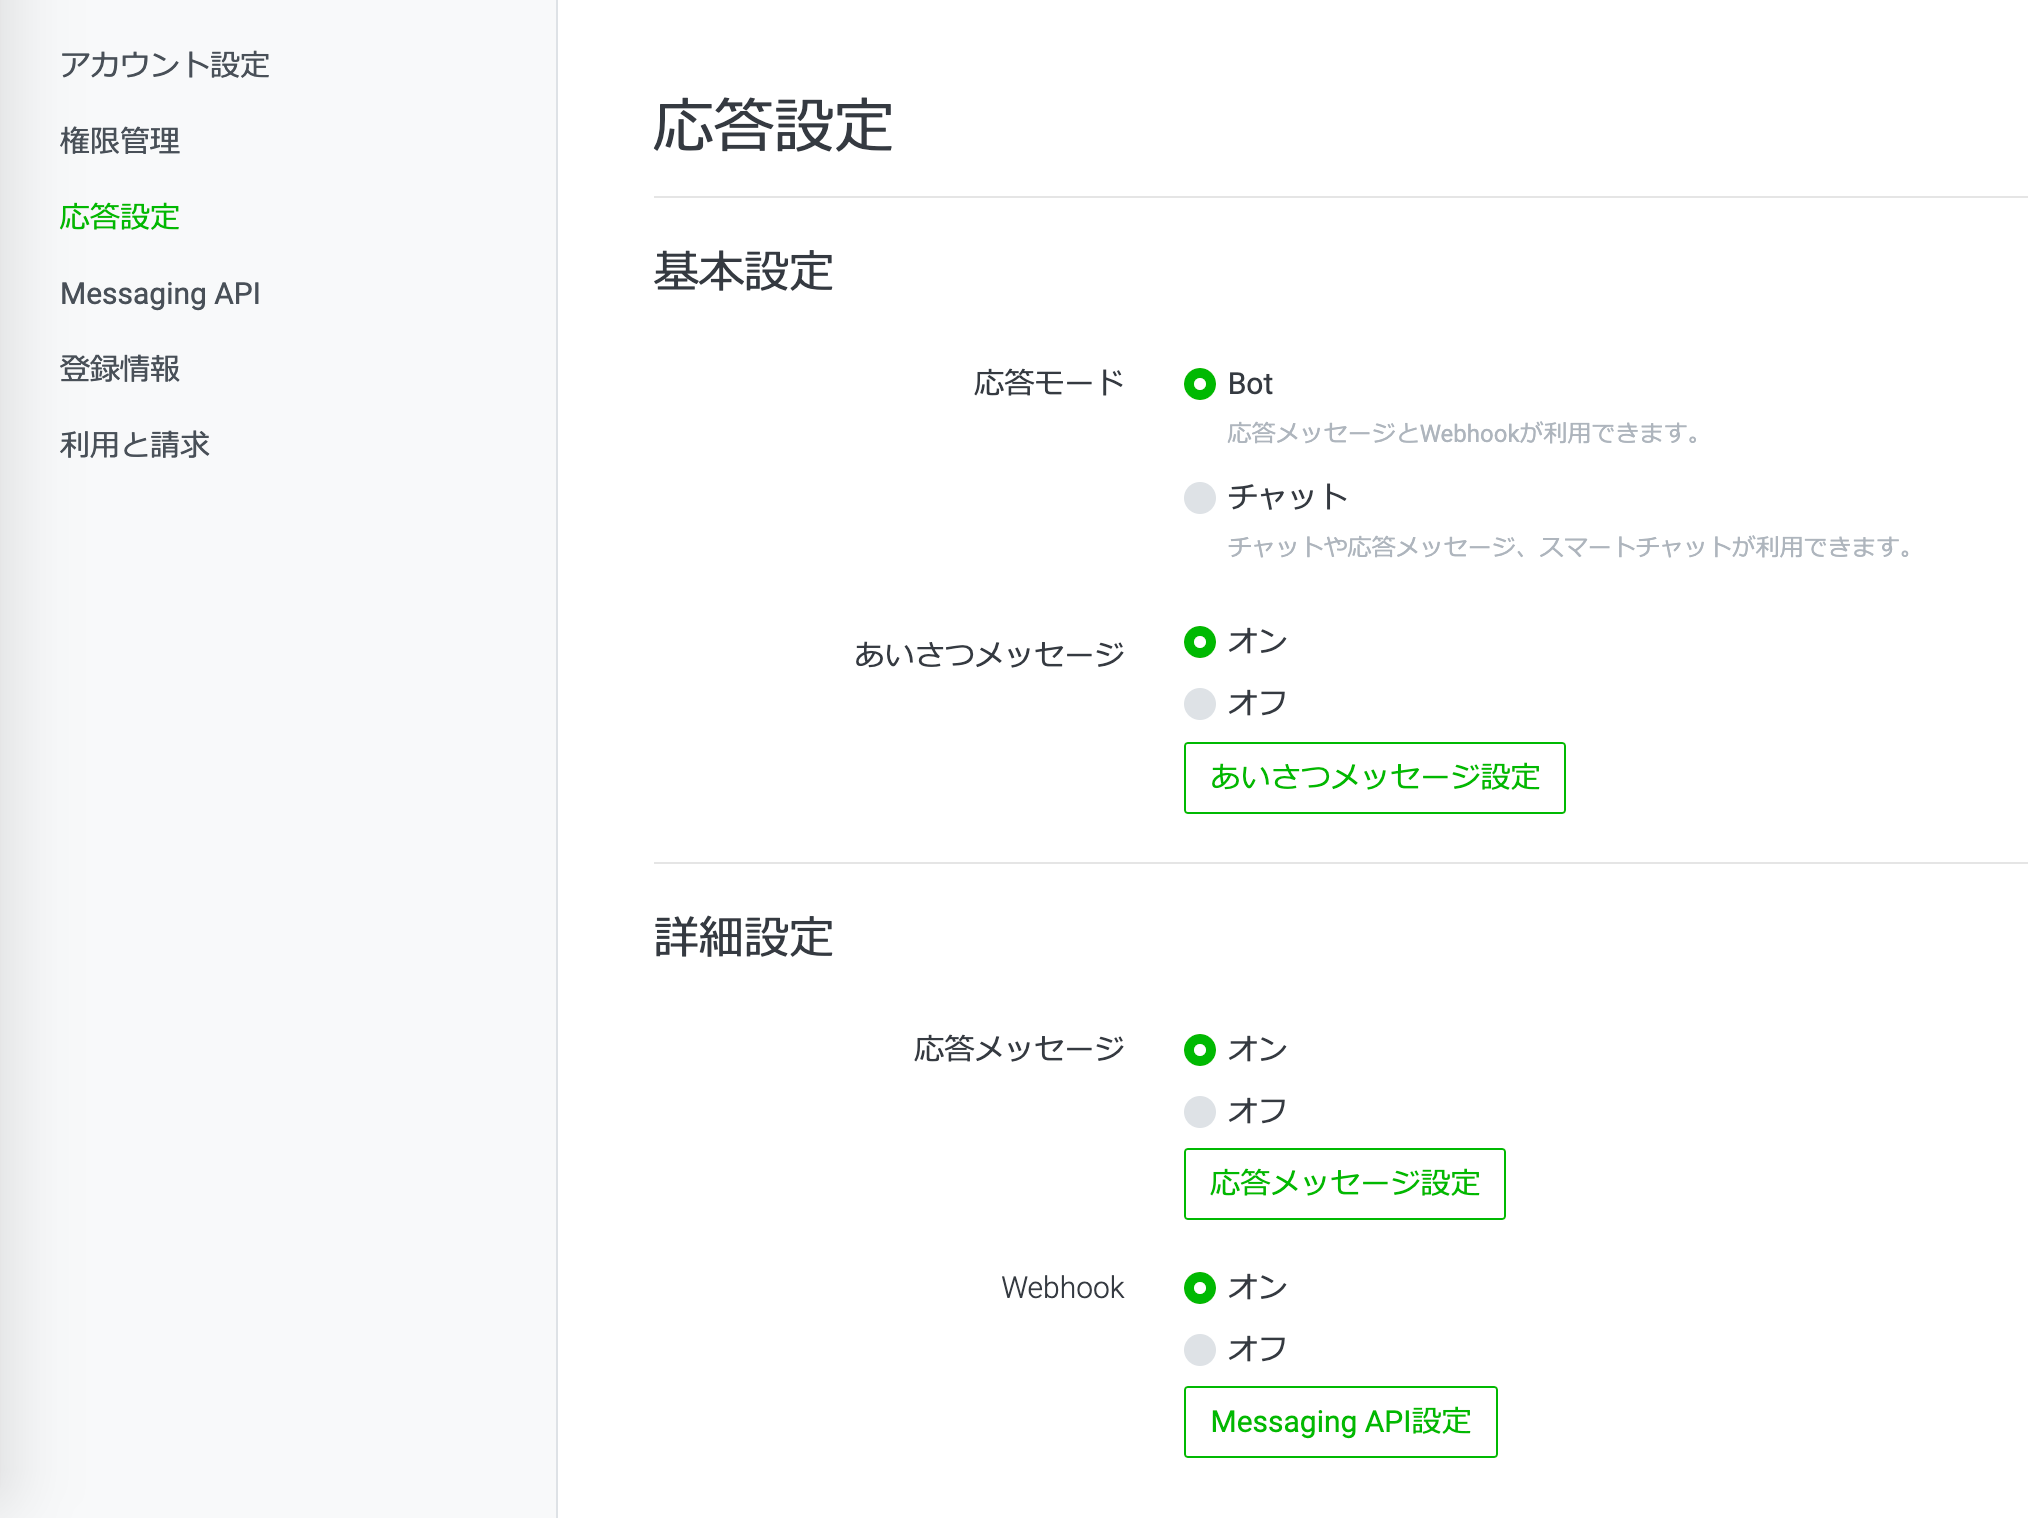 アカウント設定
権限管理
応答設定
Messaging API
登録情報
利用と請求
応答設定
基本設定
応答モード
Bot
応答メッセージとWebhookが利用できます。
チャット
チャットや応答メッセージ、スマートチャットが利用できます。
あいさつメッセージ
オン
オフ
あいさつメッセージ設定
詳細設定
応答メッセージ
オン
オフ
応答メッセージ設定
Webhook
オン
オフ
Messaging API設定